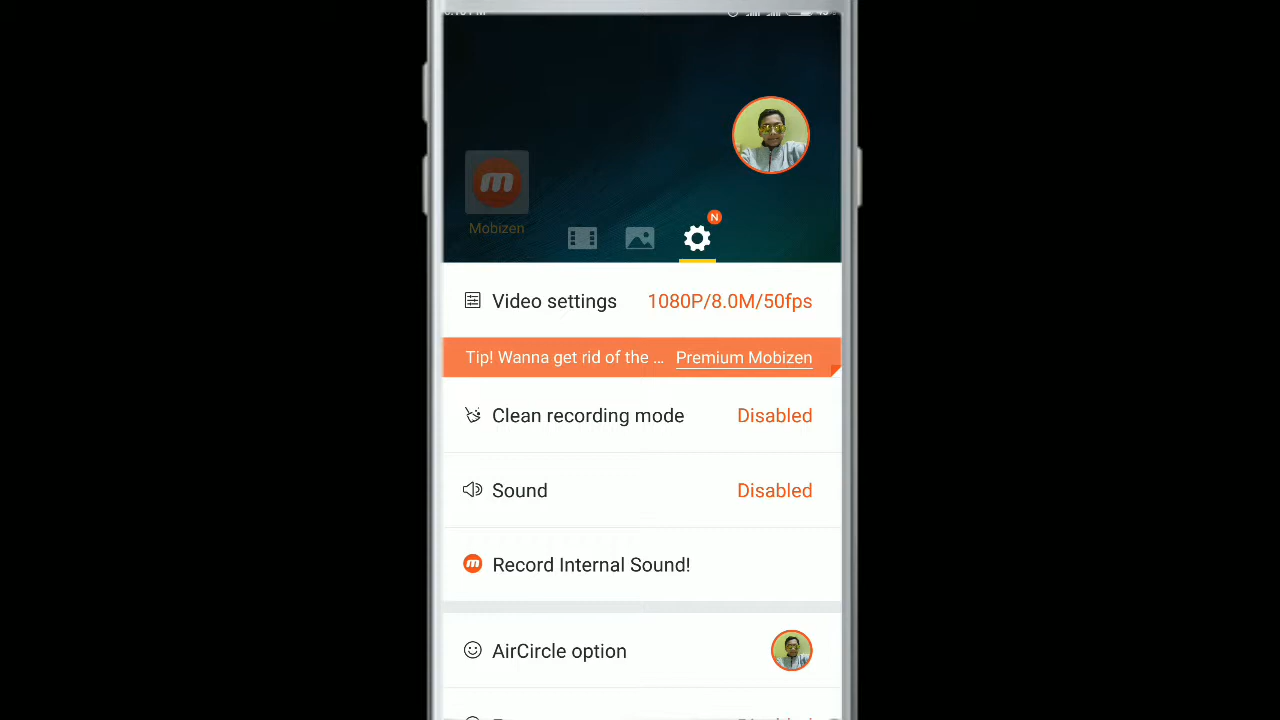 Mobizen
N
Video settings 1080P/8.0M/50fps
Tip! Wanna get rid of the ... Premium Mobizen
Clean recording mode Disabled
Sound Disabled
Record Internal Sound!
AirCircle option